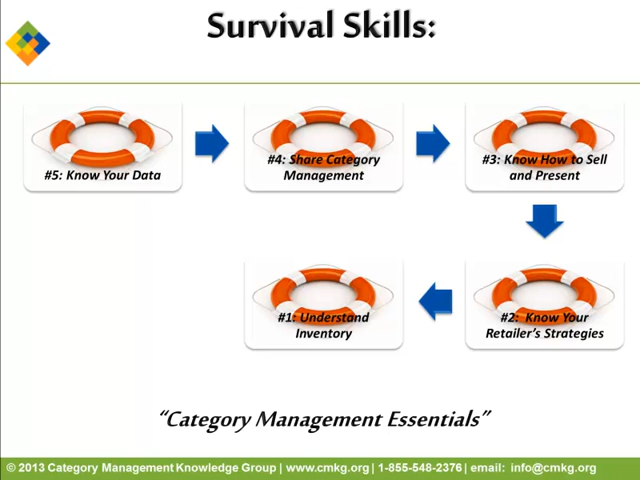 Survival Skills:
#5: Know Your Data
#4: Share Category
Management
#3: Know How to Sell
and Present
#2: Know Your
Retailer's Strategies
#1: Understand
Inventory
“Category Management Essentials”
© 2013 Category Management Knowledge Group | www.cmkg.org | 1-855-548-2376 | email: info@cmkg.org